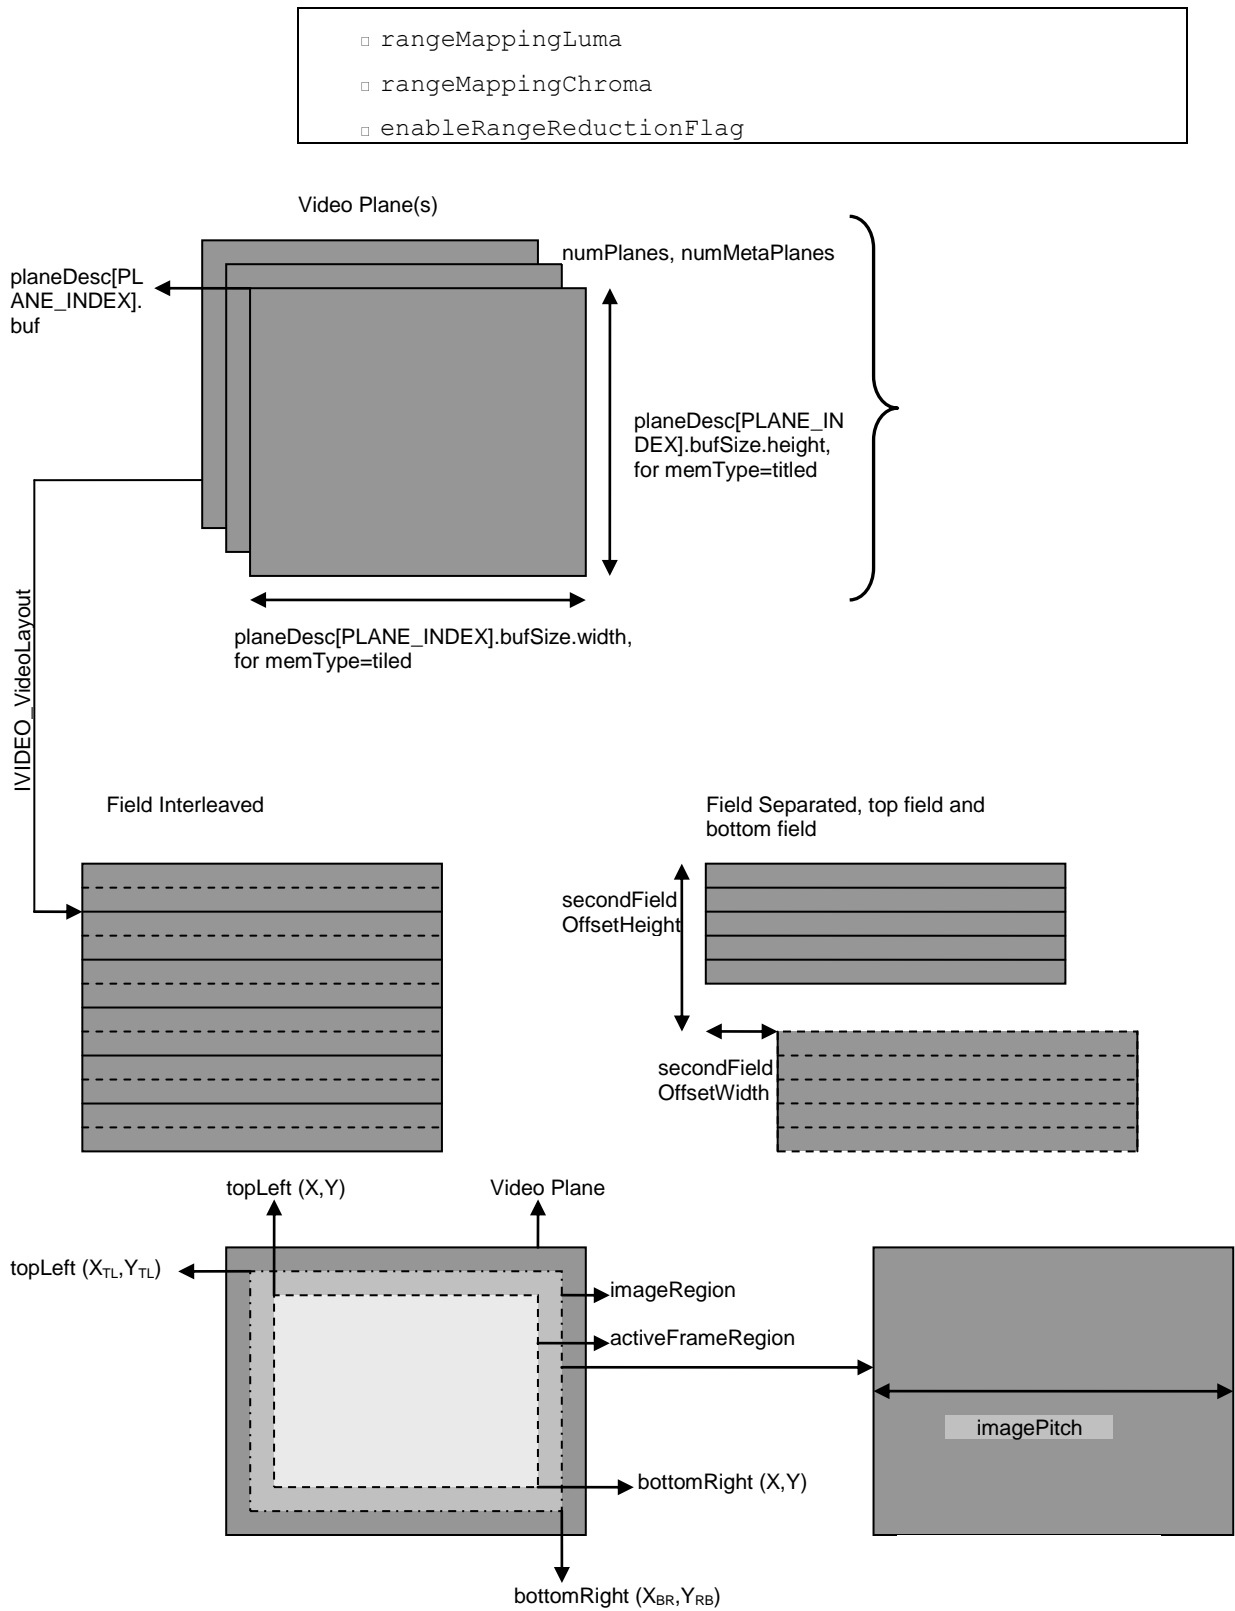 rangeMappingLuma
rangeMappingChroma
enableRangeReductionFlag
Video Plane(s)
numPlanes, numMetaPlanes
planeDesc[PL
ANE_INDEX].
buf
planeDesc[PLANE_IN
DEX].bufSize.height,
for memType=titled
planeDesc[PLANE_INDEX].bufSize.width,
for memType=tiled
IVIDEO_VideoLayout
Field Interleaved
Field Separated, top field and
bottom field
secondField
OffsetHeight
secondField
OffsetWidth
topLeft (X,Y)
Video Plane
topLeft (XTL,YTL)
imageRegion
activeFrameRegion
imagePitch
bottomRight (X,Y)
bottomRight (XBR,YRB)